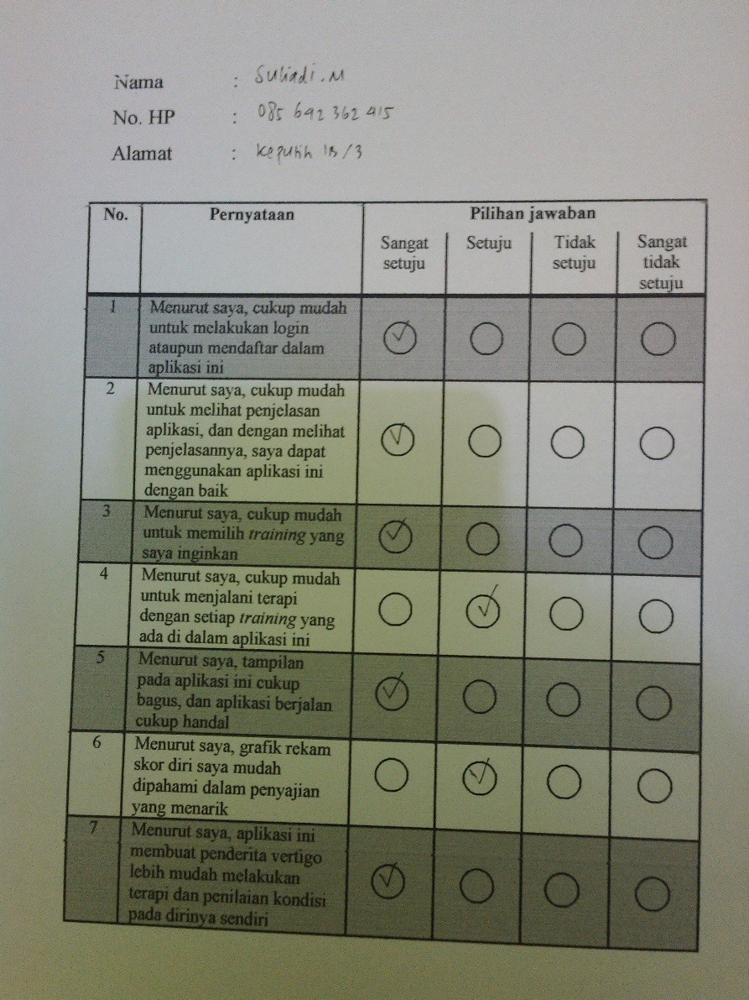 Nama : Suliadi. M
No. HP : 085 642 362 415
Alamat : Keputih 1B/3
No. Pernyataan Pilihan jawaban
Sangat setuju Setuju Tidak setuju Sangat tidak setuju
1 Menurut saya, cukup mudah
untuk melakukan login
ataupun mendaftar dalam
aplikasi ini
2 Menurut saya, cukup mudah
untuk melihat penjelasan
aplikasi, dan dengan melihat
penjelasannya, saya dapat
menggunakan aplikasi ini
dengan baik
3 Menurut saya, cukup mudah
untuk memilih training yang
saya inginkan
4 Menurut saya, cukup mudah
untuk menjalani terapi
dengan setiap training yang
ada di dalam aplikasi ini
5 Menurut saya, tampilan
pada aplikasi ini cukup
bagus, dan aplikasi berjalan
cukup handal
6 Menurut saya, grafik rekam
skor diri saya mudah
dipahami dalam penyajian
yang menarik
7 Menurut saya, aplikasi ini
membuat penderita vertigo
lebih mudah melakukan
terapi dan penilaian kondisi
pada dirinya sendiri